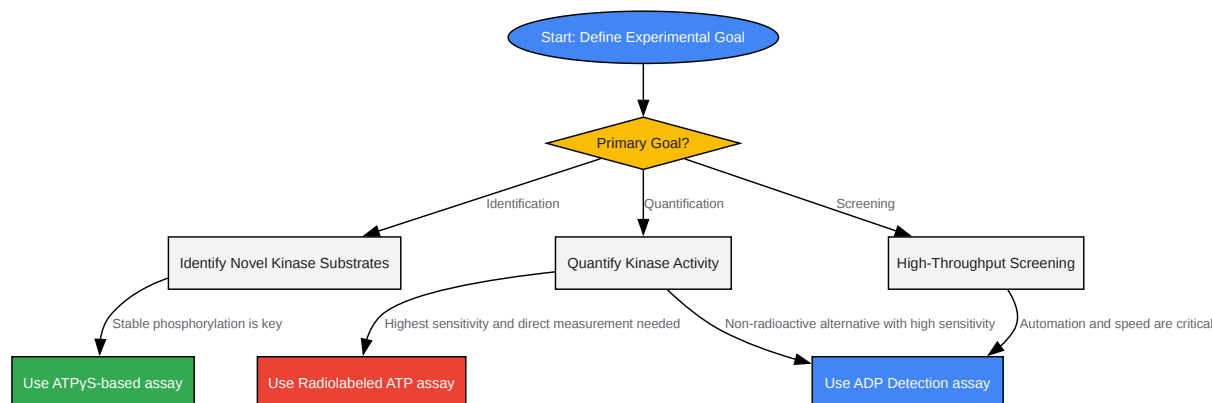 Start: Define Experimental Goal
Primary Goal?
Identification
Quantification
Screening
Identify Novel Kinase Substrates
Quantify Kinase Activity
High-Throughput Screening
Stable phosphorylation is key
Highest sensitivity and direct measurement needed
Non-radioactive alternative with high sensitivity
Automation and speed are critical
Use ATPγS-based assay
Use Radiolabeled ATP assay
Use ADP Detection assay